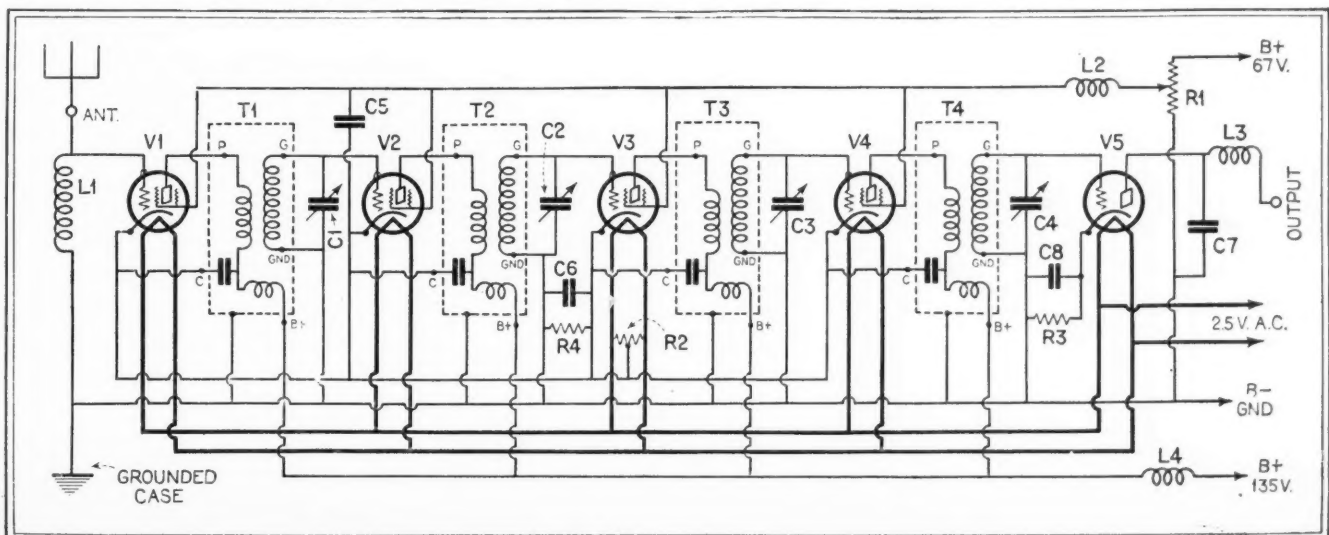 B+
67 V.
L2
R1
ANT.
C5
T1
T2
C2
T3
T4
L3
V1
V2
V3
V4
V5
P
G
P
G
P
G
P
G
L1
C1
C3
C4
C7
OUTPUT
GND
GND
GND
GND
C
C
C
C
C6
C8
2.5 V. A.C.
B+
B+
B+
B+
R4
R2
R3
B-
GND
GROUNDED
CASE
L4
B+
135V.